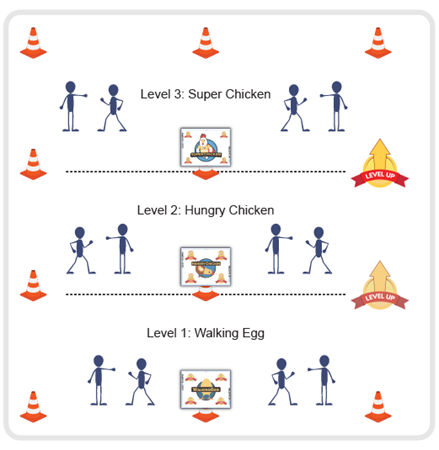 Level 3: Super Chicken
LEVEL UP
Level 2: Hungry Chicken
LEVEL UP
Level 1: Walking Egg